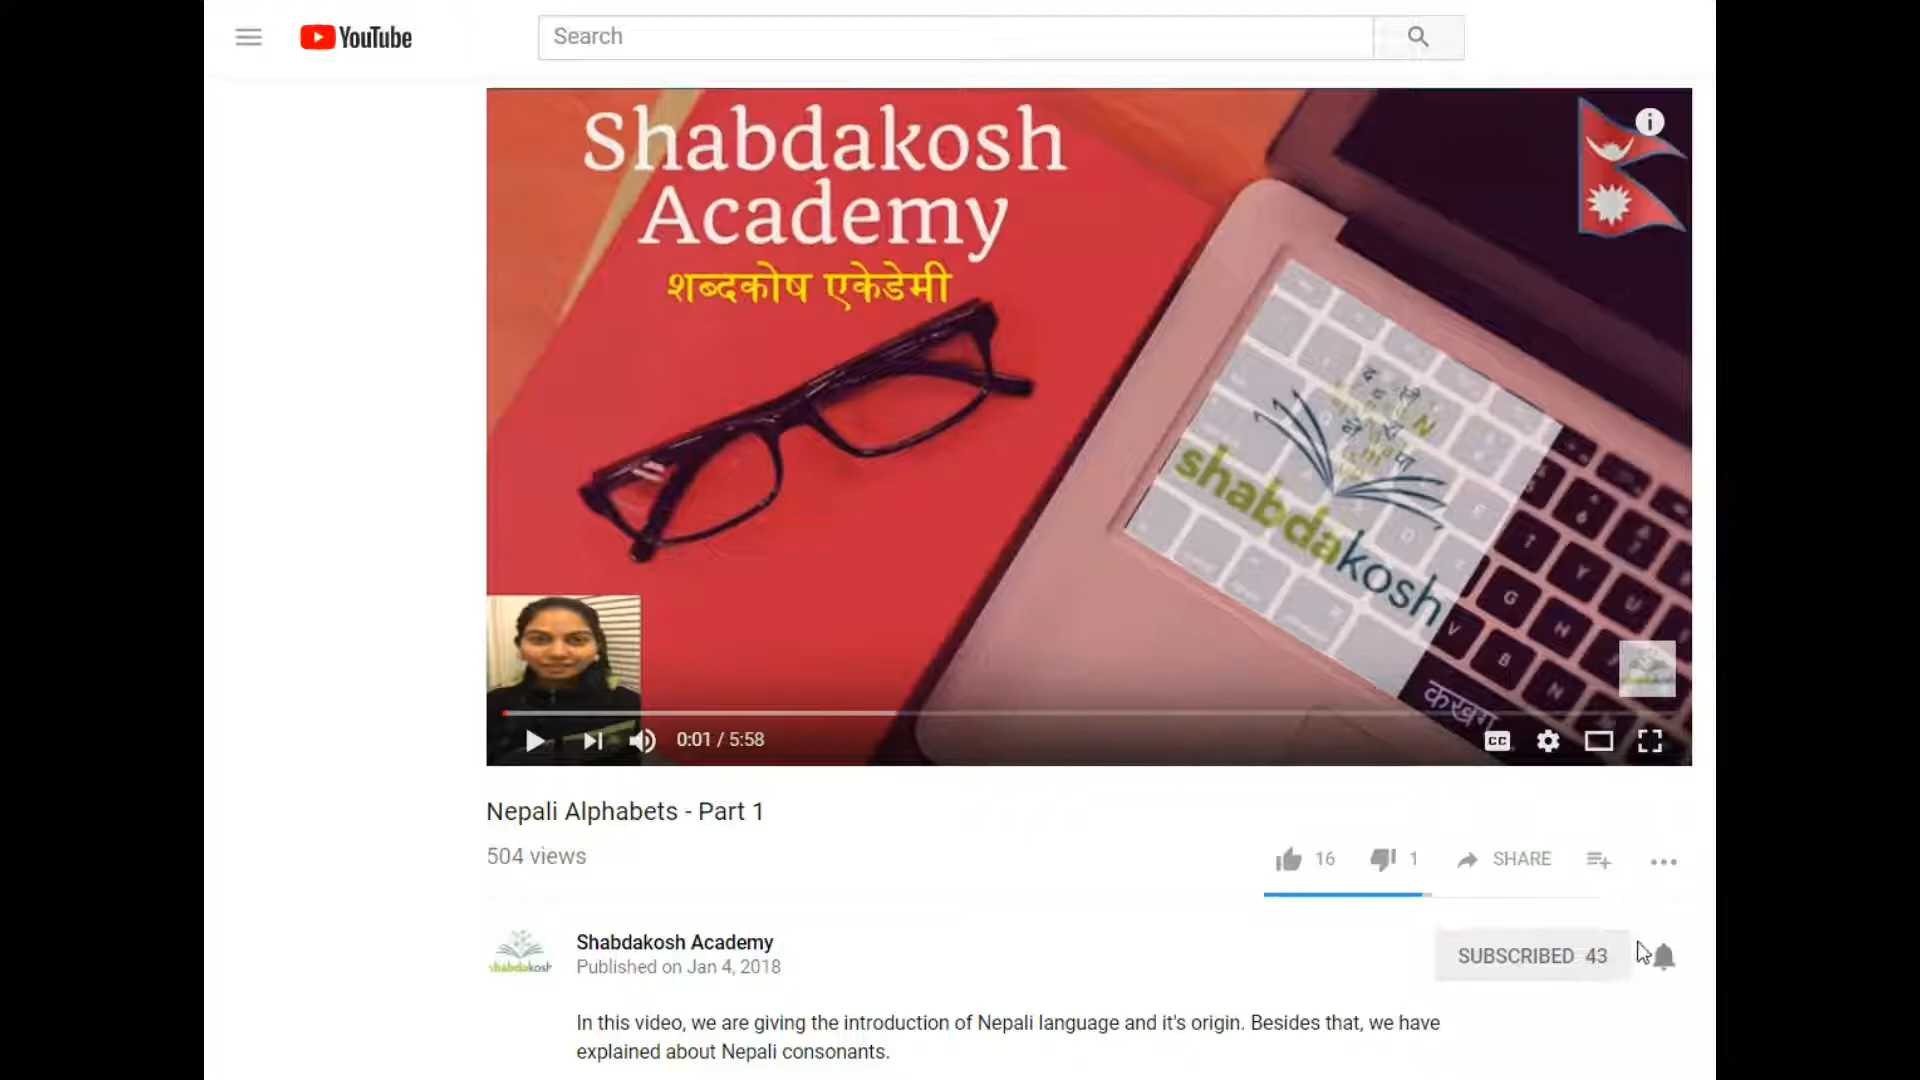 YouTube
Search
Shabdakosh
Academy
शब्दकोष एकेडेमी
shabdakosh
कखग
0:01 / 5:58
CC
Nepali Alphabets - Part 1
504 views
16
1
SHARE
Shabdakosh Academy
Published on Jan 4, 2018
SUBSCRIBED 43
In this video, we are giving the introduction of Nepali language and it's origin. Besides that, we have
explained about Nepali consonants.